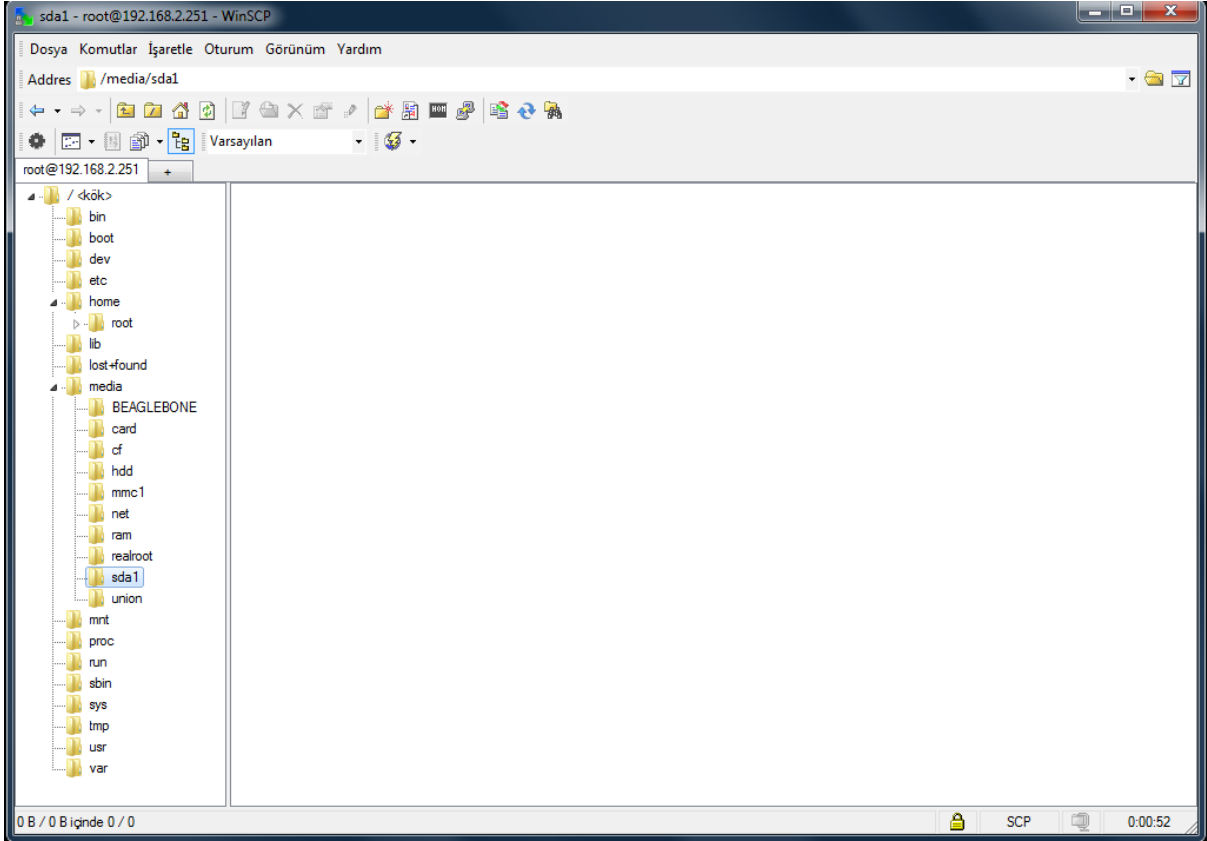 sda1 - root@192.168.2.251 - WinSCP
Dosya Komutlar İşaretle Oturum Görünüm Yardım
Addres /media/sda1
Varsayılan
root@192.168.2.251 +
/ <kök>
bin
boot
dev
etc
home
root
lib
lost+found
media
BEAGLEBONE
card
cf
hdd
mmc1
net
ram
realroot
sda1
union
mnt
proc
run
sbin
sys
tmp
usr
var
0 B / 0 B içinde 0 / 0 SCP 0:00:52